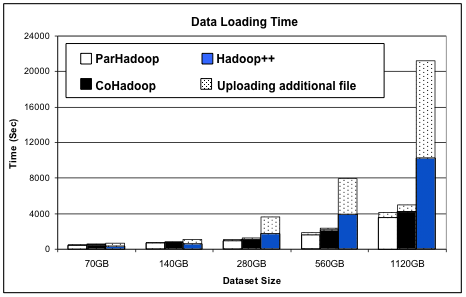 Data Loading Time
24000
20000
16000
12000
8000
4000
0
Time (Sec)
ParHadoop
Hadoop++
CoHadoop
Uploading additional file
70GB 140GB 280GB 560GB 1120GB
Dataset Size